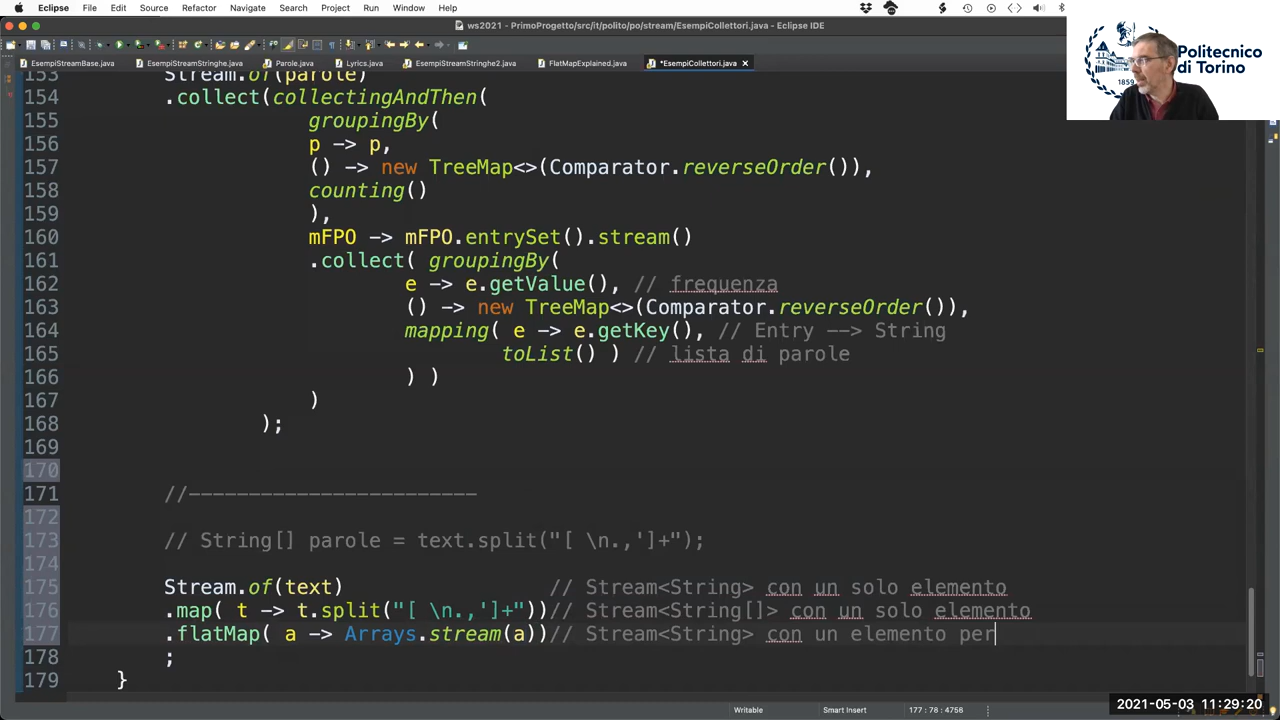 Eclipse File Edit Source Refactor Navigate Search Project Run Window Help
ws2021 - PrimoProgetto/src/it/polito/po/stream/EsempiCollettori.java - Eclipse IDE
EsempiStreamBase.java EsempiStreamStringhe.java Parole.java Lyrics.java EsempiStreamStringhe2.java FlatMapExplained.java *EsempiCollettori.java
Politecnico
di Torino
1859
153 Stream.of(parole)
154 .collect(collectingAndThen(
155 groupingBy(
156 p -> p,
157 () -> new TreeMap<>(Comparator.reverseOrder()),
158 counting()
159 ),
160 mFPO -> mFPO.entrySet().stream()
161 .collect( groupingBy(
162 e -> e.getValue(), // frequenza
163 () -> new TreeMap<>(Comparator.reverseOrder()),
164 mapping( e -> e.getKey(), // Entry --> String
165 toList() ) // lista di parole
166 ) )
167 )
168 );
169
170
171 //------------------------
172
173 // String[] parole = text.split("[ \n.,']+");
174
175 Stream.of(text) // Stream<String> con un solo elemento
176 .map( t -> t.split("[ \n.,']+"))// Stream<String[]> con un solo elemento
177 .flatMap( a -> Arrays.stream(a))// Stream<String> con un elemento per
178 ;
179 }
Writable Smart Insert 177 : 78 : 4756
2021-05-03 11:29:20